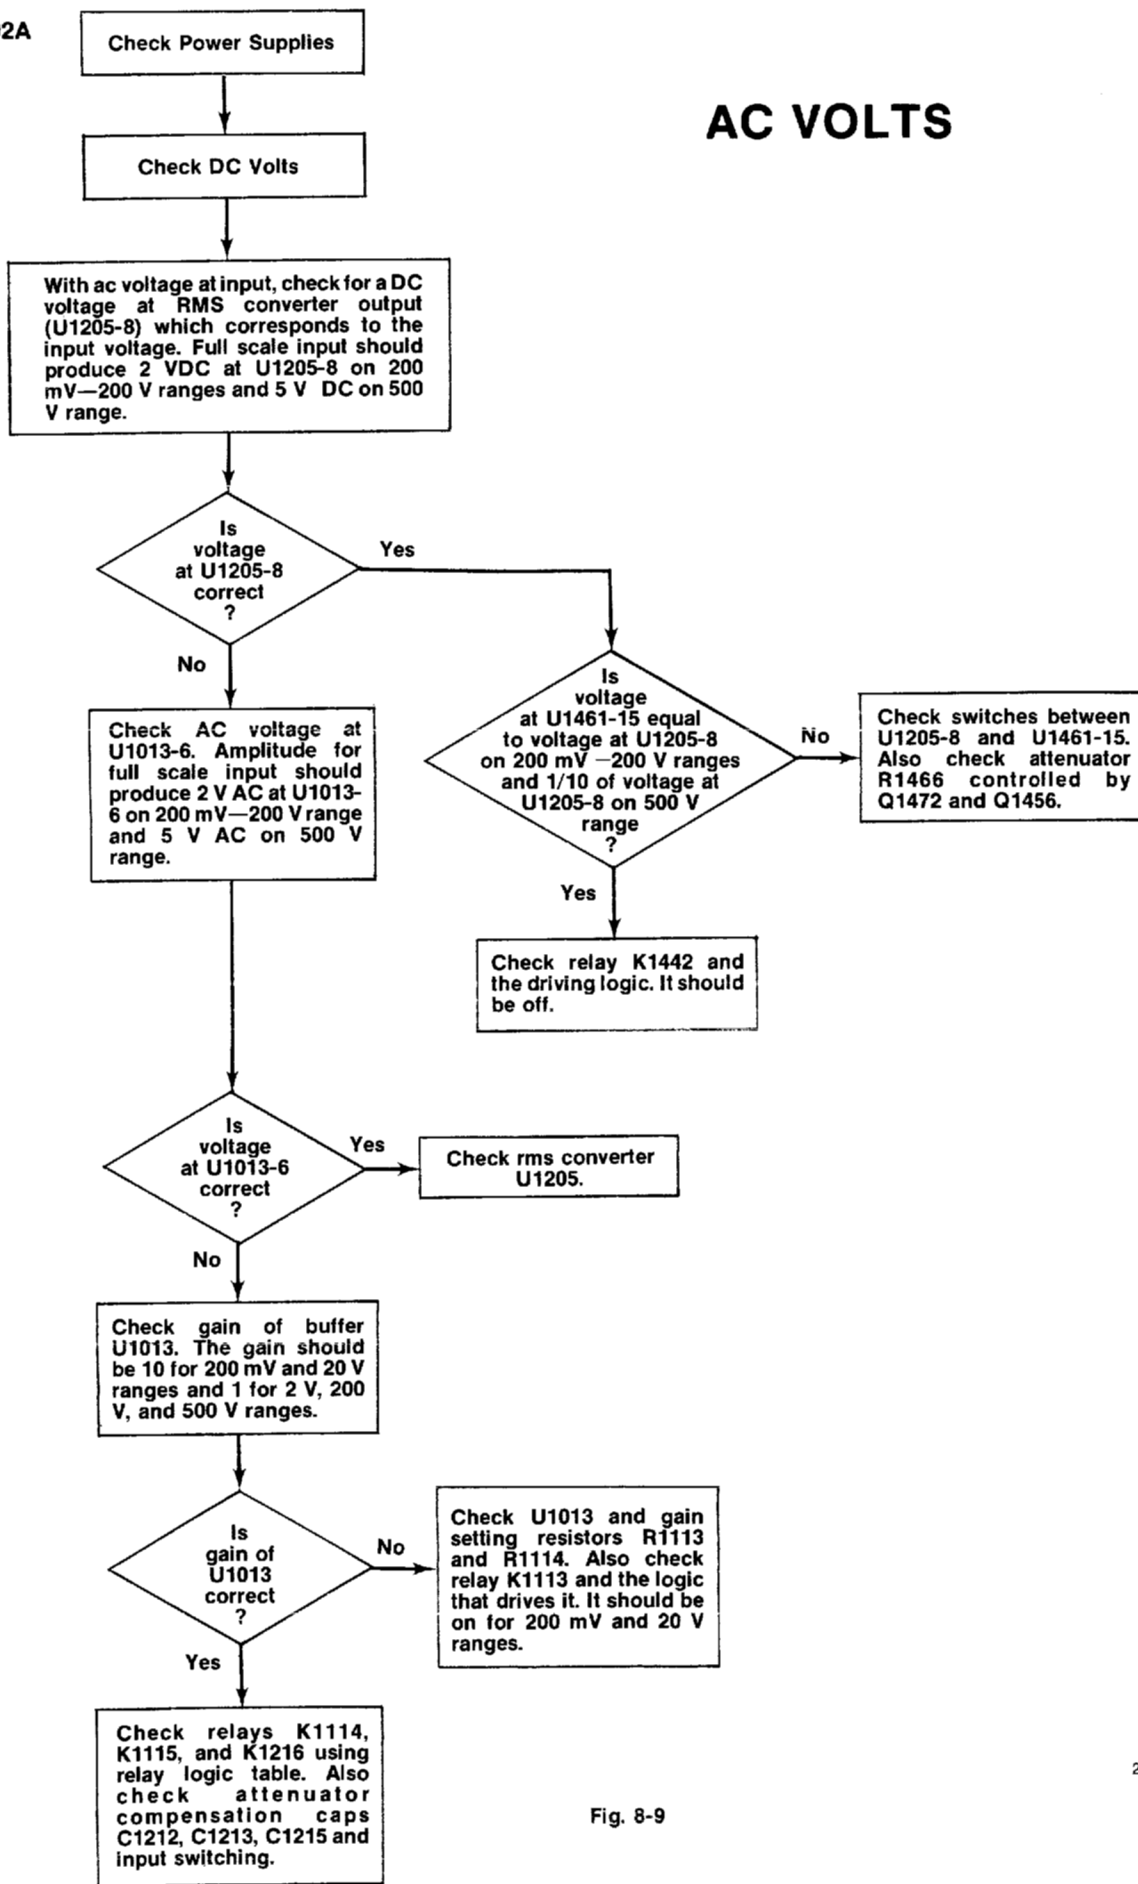 2A
Check Power Supplies
AC VOLTS
Check DC Volts
With ac voltage at input, check for a DC
voltage at RMS converter output
(U1205-8) which corresponds to the
input voltage. Full scale input should
produce 2 VDC at U1205-8 on 200
mV—200 V ranges and 5 V DC on 500
V range.
Is
voltage
at U1205-8
correct
?
Yes
No
Is
voltage
at U1461-15 equal
to voltage at U1205-8
on 200 mV —200 V ranges
and 1/10 of voltage at
U1205-8 on 500 V
range
?
No
Check switches between
U1205-8 and U1461-15.
Also check attenuator
R1466 controlled by
Q1472 and Q1456.
Yes
Check relay K1442 and
the driving logic. It should
be off.
Check AC voltage at
U1013-6. Amplitude for
full scale input should
produce 2 V AC at U1013-
6 on 200 mV—200 V range
and 5 V AC on 500 V
range.
Is
voltage
at U1013-6
correct
?
Yes
Check rms converter
U1205.
No
Check gain of buffer
U1013. The gain should
be 10 for 200 mV and 20 V
ranges and 1 for 2 V, 200
V, and 500 V ranges.
Is
gain of
U1013
correct
?
No
Check U1013 and gain
setting resistors R1113
and R1114. Also check
relay K1113 and the logic
that drives it. It should be
on for 200 mV and 20 V
ranges.
Yes
Check relays K1114,
K1115, and K1216 using
relay logic table. Also
check attenuator
compensation caps
C1212, C1213, C1215 and
input switching.
Fig. 8-9
2